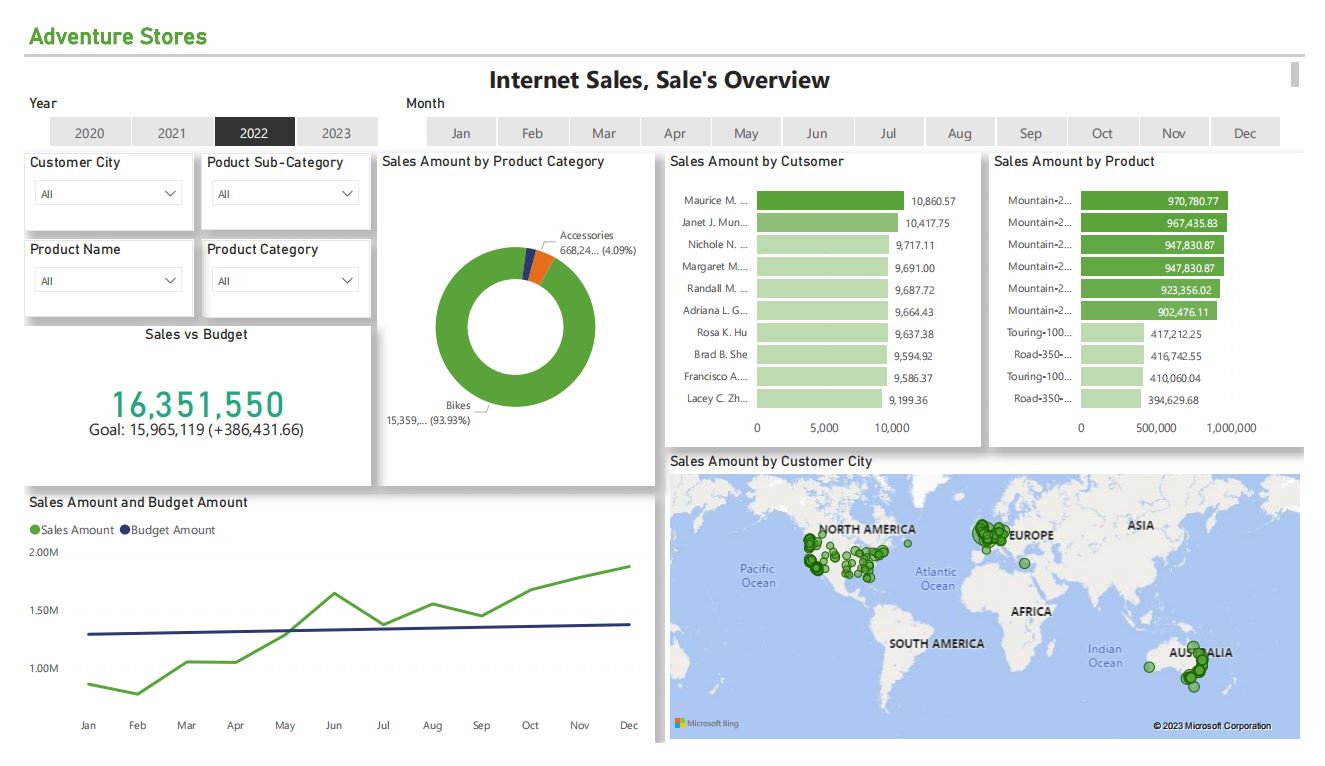 Adventure Stores
Internet Sales, Sale's Overview
Year
Month
2020 2021 2022 2023
Jan Feb Mar Apr May Jun Jul Aug Sep Oct Nov Dec
Customer City
All
Poduct Sub-Category
All
Product Name
All
Product Category
All
Sales vs Budget
16,351,550
Goal: 15,965,119 (+386,431.66)
Sales Amount by Product Category
Accessories
668,24... (4.09%)
Bikes
15,359,... (93.93%)
Sales Amount by Cutsomer
Maurice M. ... 10,860.57
Janet J. Mun... 10,417.75
Nichole N. ... 9,717.11
Margaret M.... 9,691.00
Randall M. ... 9,687.72
Adriana L. G... 9,664.43
Rosa K. Hu 9,637.38
Brad B. She 9,594.92
Francisco A.... 9,586.37
Lacey C. Zh... 9,199.36
0 5,000 10,000
Sales Amount by Product
Mountain-2... 970,780.77
Mountain-2... 967,435.83
Mountain-2... 947,830.87
Mountain-2... 947,830.87
Mountain-2... 923,356.02
Mountain-2... 902,476.11
Touring-100... 417,212.25
Road-350-... 416,742.55
Touring-100... 410,060.04
Road-350-... 394,629.68
0 500,000 1,000,000
Sales Amount and Budget Amount
Sales Amount Budget Amount
2.00M
1.50M
1.00M
Jan Feb Mar Apr May Jun Jul Aug Sep Oct Nov Dec
Sales Amount by Customer City
NORTH AMERICA
EUROPE
ASIA
Pacific
Ocean
Atlantic
Ocean
AFRICA
SOUTH AMERICA
Indian
Ocean
AUSTRALIA
Microsoft Bing
© 2023 Microsoft Corporation